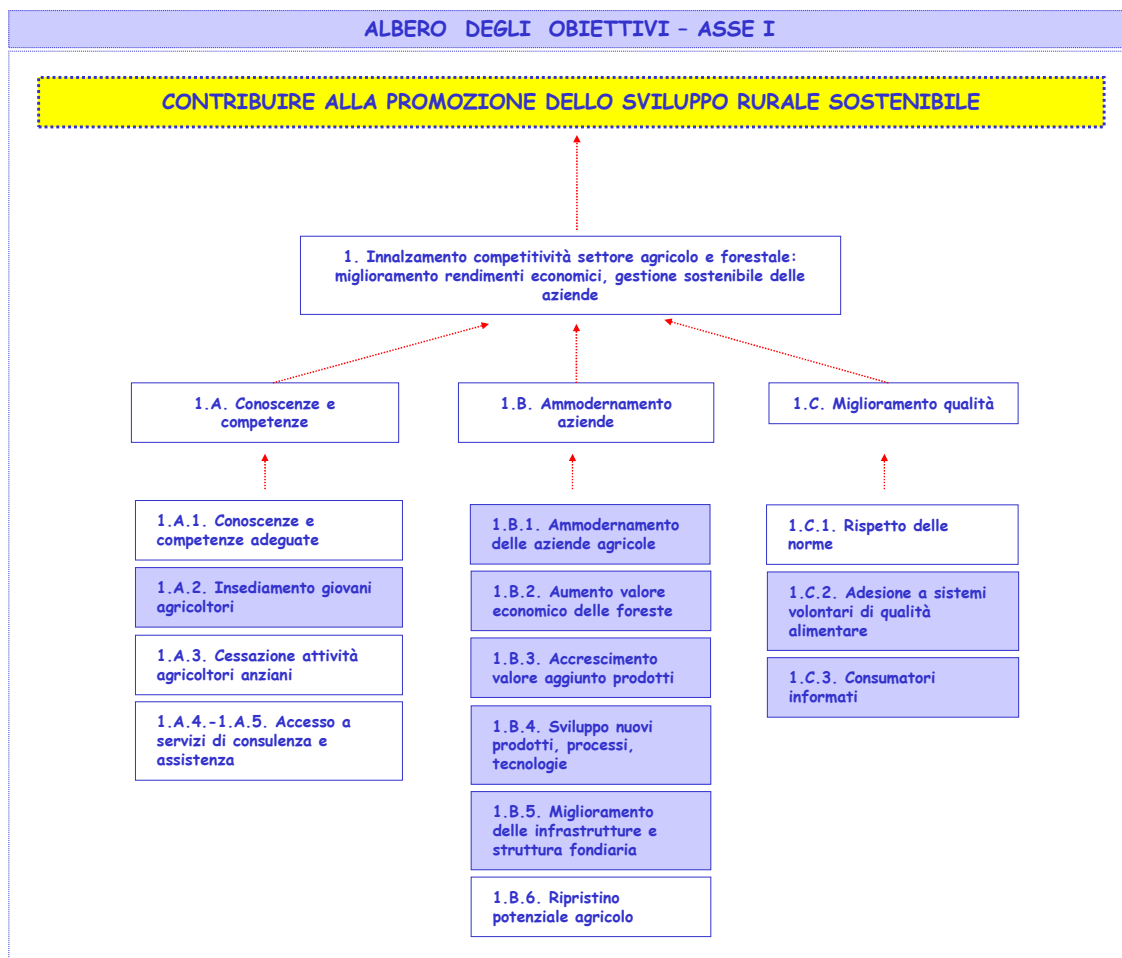 ALBERO DEGLI OBIETTIVI – ASSE I
CONTRIBUIRE ALLA PROMOZIONE DELLO SVILUPPO RURALE SOSTENIBILE
1. Innalzamento competitività settore agricolo e forestale:
miglioramento rendimenti economici, gestione sostenibile delle
aziende
1.A. Conoscenze e
competenze
1.B. Ammodernamento
aziende
1.C. Miglioramento qualità
1.A.1. Conoscenze e
competenze adeguate
1.A.2. Insediamento giovani
agricoltori
1.A.3. Cessazione attività
agricoltori anziani
1.A.4.-1.A.5. Accesso a
servizi di consulenza e
assistenza
1.B.1. Ammodernamento
delle aziende agricole
1.B.2. Aumento valore
economico delle foreste
1.B.3. Accrescimento
valore aggiunto prodotti
1.B.4. Sviluppo nuovi
prodotti, processi,
tecnologie
1.B.5. Miglioramento
delle infrastrutture e
struttura fondiaria
1.B.6. Ripristino
potenziale agricolo
1.C.1. Rispetto delle
norme
1.C.2. Adesione a sistemi
volontari di qualità
alimentare
1.C.3. Consumatori
informati